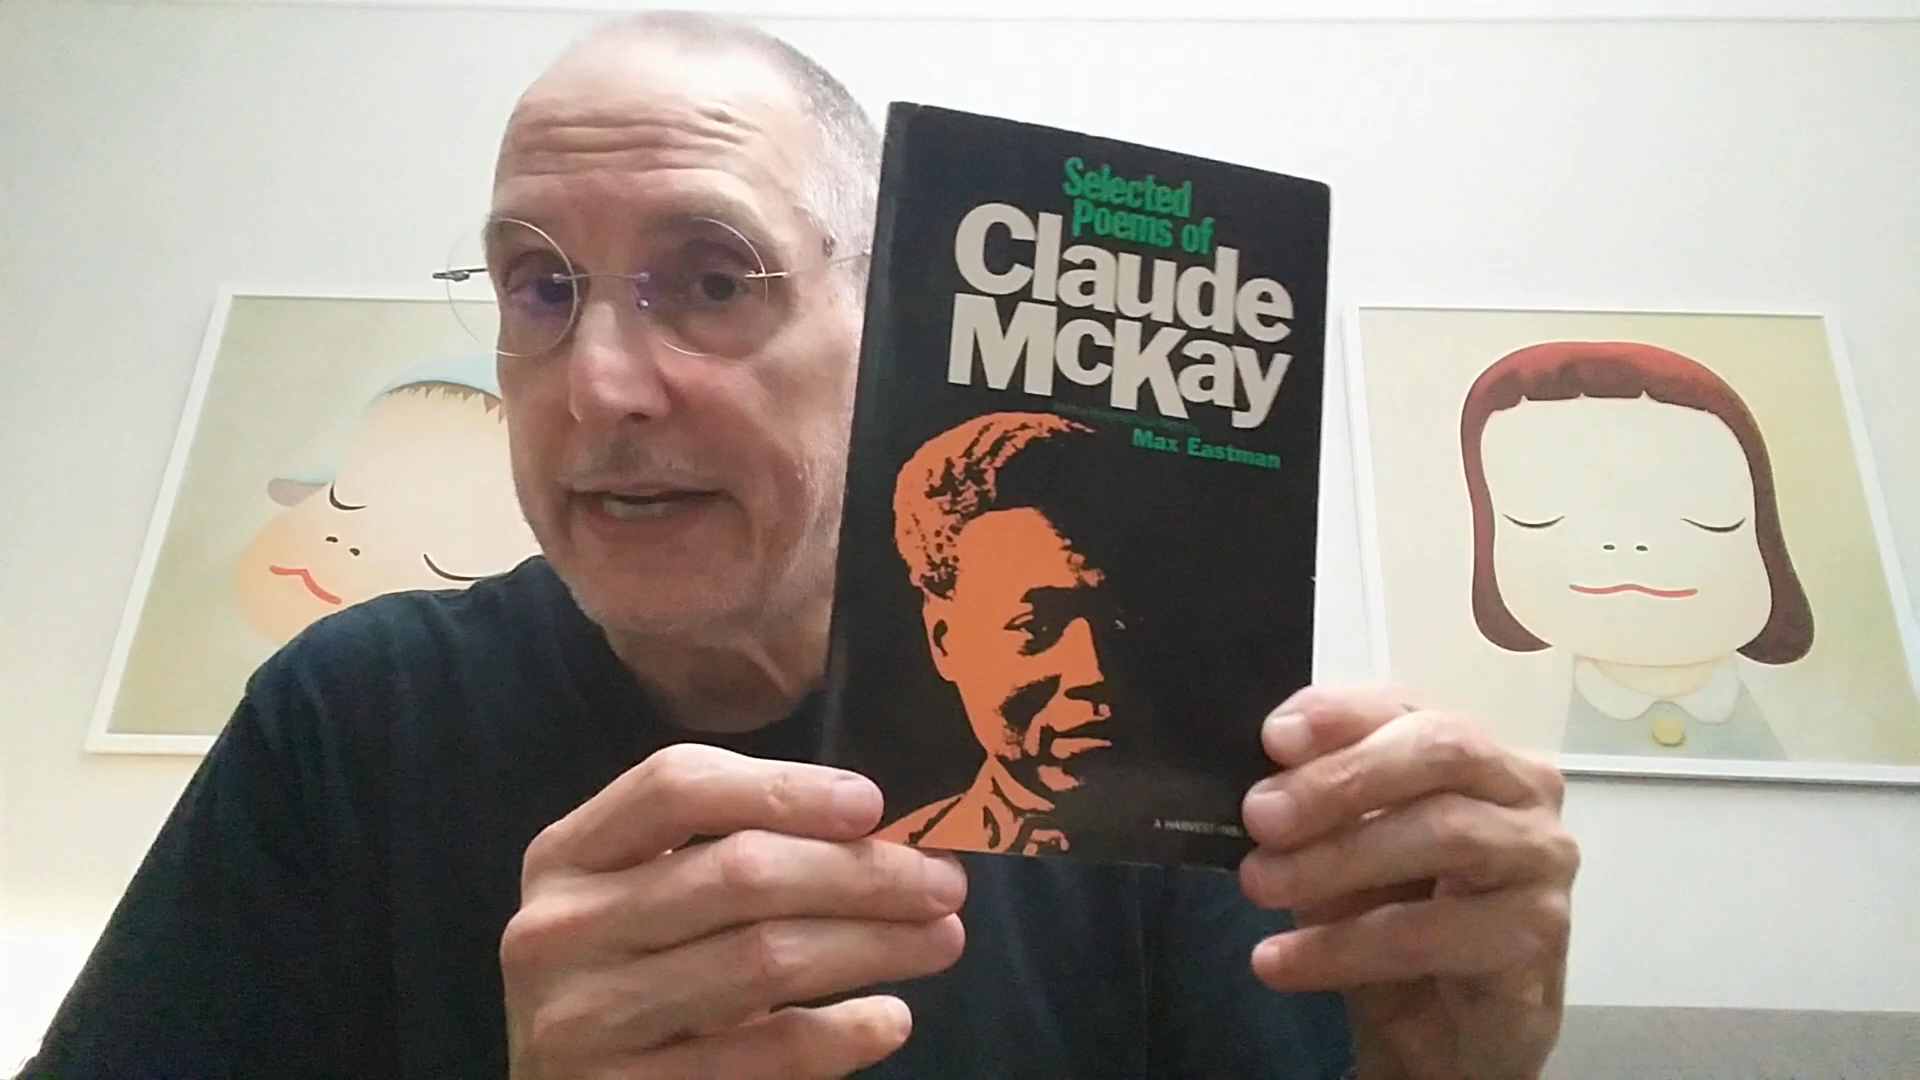 Selected
Poems of
Claude
McKay
Max Eastman
A HARVEST